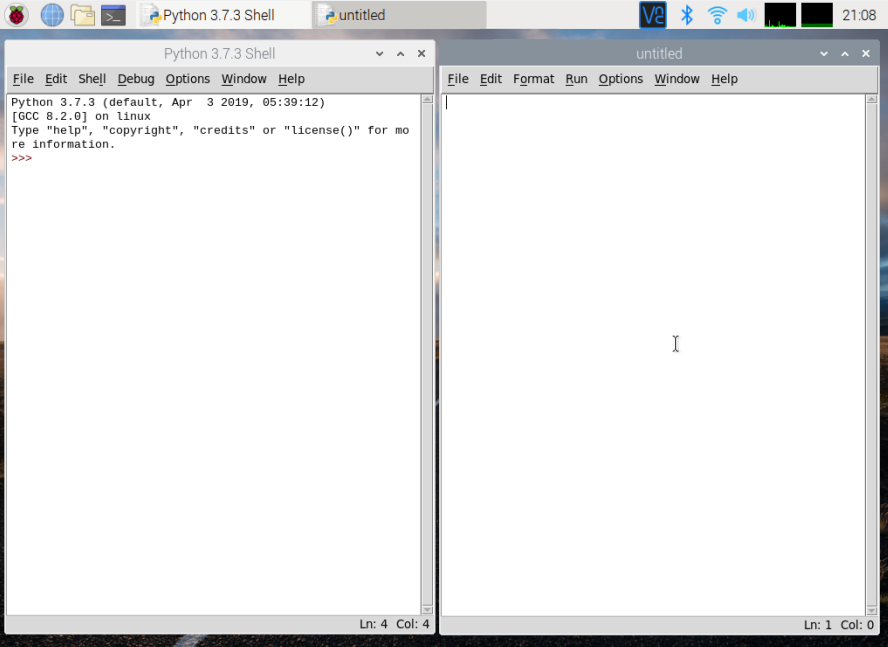 Python 3.7.3 Shell
untitled
21:08
Python 3.7.3 Shell
File Edit Shell Debug Options Window Help
Python 3.7.3 (default, Apr  3 2019, 05:39:12)
[GCC 8.2.0] on linux
Type "help", "copyright", "credits" or "license()" for mo
re information.
>>>
Ln: 4 Col: 4
untitled
File Edit Format Run Options Window Help
Ln: 1 Col: 0